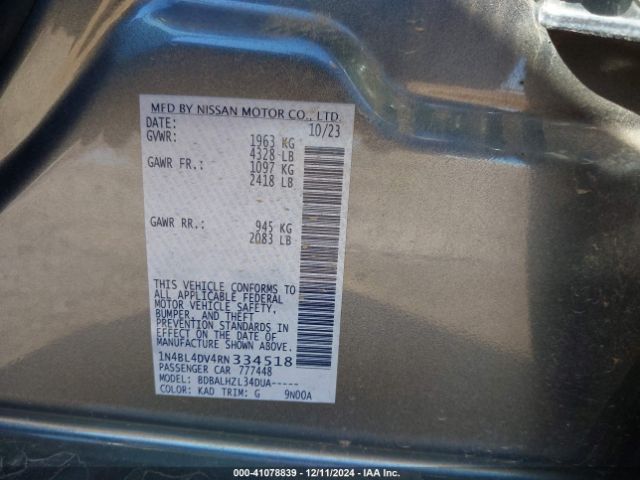 MFD BY NISSAN MOTOR CO., LTD.
DATE: 10/23
GVWR: 1963 KG
4328 LB
GAWR FR.: 1097 KG
2418 LB
GAWR RR.: 945 KG
2083 LB
THIS VEHICLE CONFORMS TO
ALL APPLICABLE FEDERAL
MOTOR VEHICLE SAFETY,
BUMPER, AND THEFT
PREVENTION STANDARDS IN
EFFECT ON THE DATE OF
MANUFACTURE SHOWN ABOVE.
1N4BL4DV4RN334518
PASSENGER CAR 777448
MODEL: BDBALHZL34DUA-----
COLOR: KAD TRIM: G 9N00A
000-41078839 - 12/11/2024 - IAA Inc.